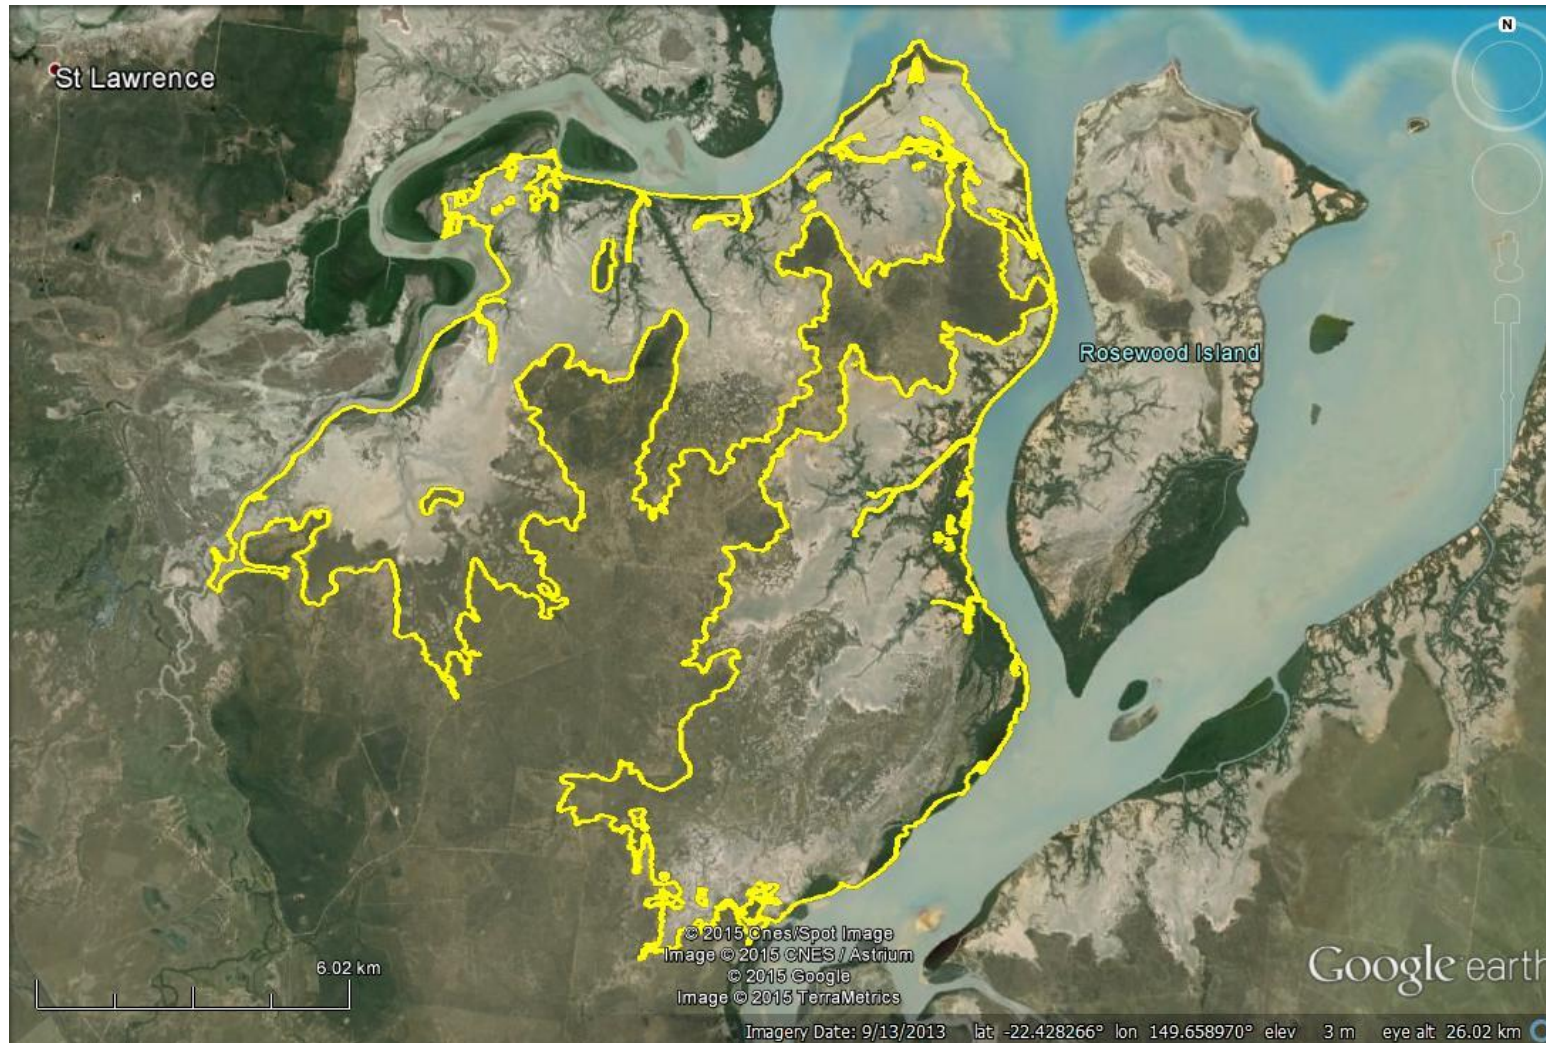 N
St Lawrence
Rosewood Island
© 2015 Cnes/Spot Image
Image © 2015 CNES / Astrium
© 2015 Google
Image © 2015 TerraMetrics
6.02 km
Google earth
Imagery Date: 9/13/2013 lat -22.428266° lon 149.658970° elev 3 m eye alt 26.02 km